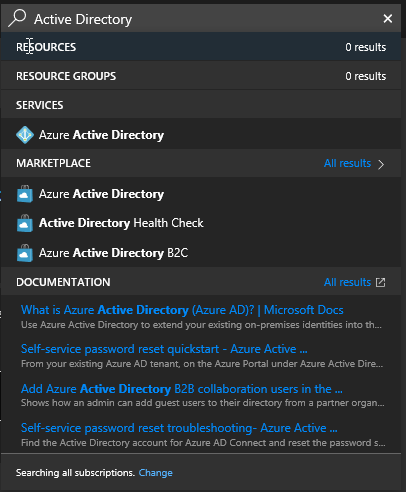 Active Directory
RESOURCES 0 results
RESOURCE GROUPS 0 results
SERVICES
Azure Active Directory
MARKETPLACE All results
Azure Active Directory
Active Directory Health Check
Azure Active Directory B2C
DOCUMENTATION All results
What is Azure Active Directory (Azure AD)? | Microsoft Docs
Use Azure Active Directory to extend your existing on-premises identities into th...
Self-service password reset quickstart - Azure Active ...
From your existing Azure AD tenant, on the Azure Portal under Azure Active Dire...
Add Azure Active Directory B2B collaboration users in the ...
Shows how an admin can add guest users to their directory from a partner organ...
Self-service password reset troubleshooting- Azure Active ...
Find the Active Directory account for Azure AD Connect and reset the password s...
Searching all subscriptions. Change